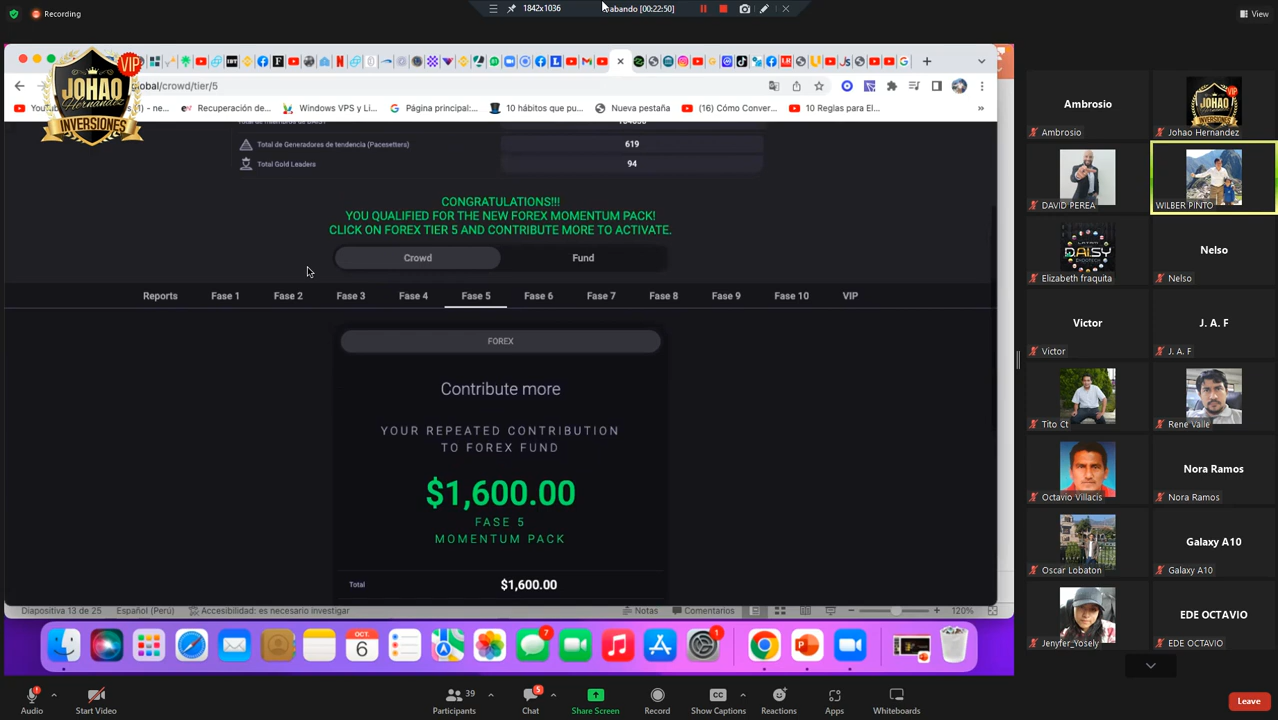 Recording
1842x1036
Grabando [00:22:50]
View
VIP
JOHAO
Hernandez
INVERSIONES
global/crowd/tier/5
Recuperación de...
Windows VPS y Li...
Página principal:...
10 hábitos que pu...
Nueva pestaña
(16) Cómo Conver...
10 Reglas para El...
Total de Generadores de tendencia (Pacesetters)
619
Total Gold Leaders
94
CONGRATULATIONS!!!
YOU QUALIFIED FOR THE NEW FOREX MOMENTUM PACK!
CLICK ON FOREX TIER 5 AND CONTRIBUTE MORE TO ACTIVATE.
Crowd
Fund
Reports
Fase 1
Fase 2
Fase 3
Fase 4
Fase 5
Fase 6
Fase 7
Fase 8
Fase 9
Fase 10
VIP
FOREX
Contribute more
YOUR REPEATED CONTRIBUTION
TO FOREX FUND
$1,600.00
FASE 5
MOMENTUM PACK
Total
$1,600.00
Diapositiva 13 de 25
Español (Perú)
Accesibilidad: es necesario investigar
Notas
Comentarios
120%
OCT.
6
7
1
Ambrosio
Ambrosio
Johao Hernandez
DAVID PEREA
WILBER PINTO
DAISY
Elizabeth fraquita
Nelso
Nelso
Victor
Victor
J. A. F
J. A. F
Tito Ct
Rene Valle
Octavio Villacis
Nora Ramos
Nora Ramos
Oscar Lobaton
Galaxy A10
Galaxy A10
Jenyfer_Yosely
EDE OCTAVIO
EDE OCTAVIO
Audio
Start Video
39
Participants
5
Chat
Share Screen
Record
Show Captions
Reactions
Apps
Whiteboards
Leave